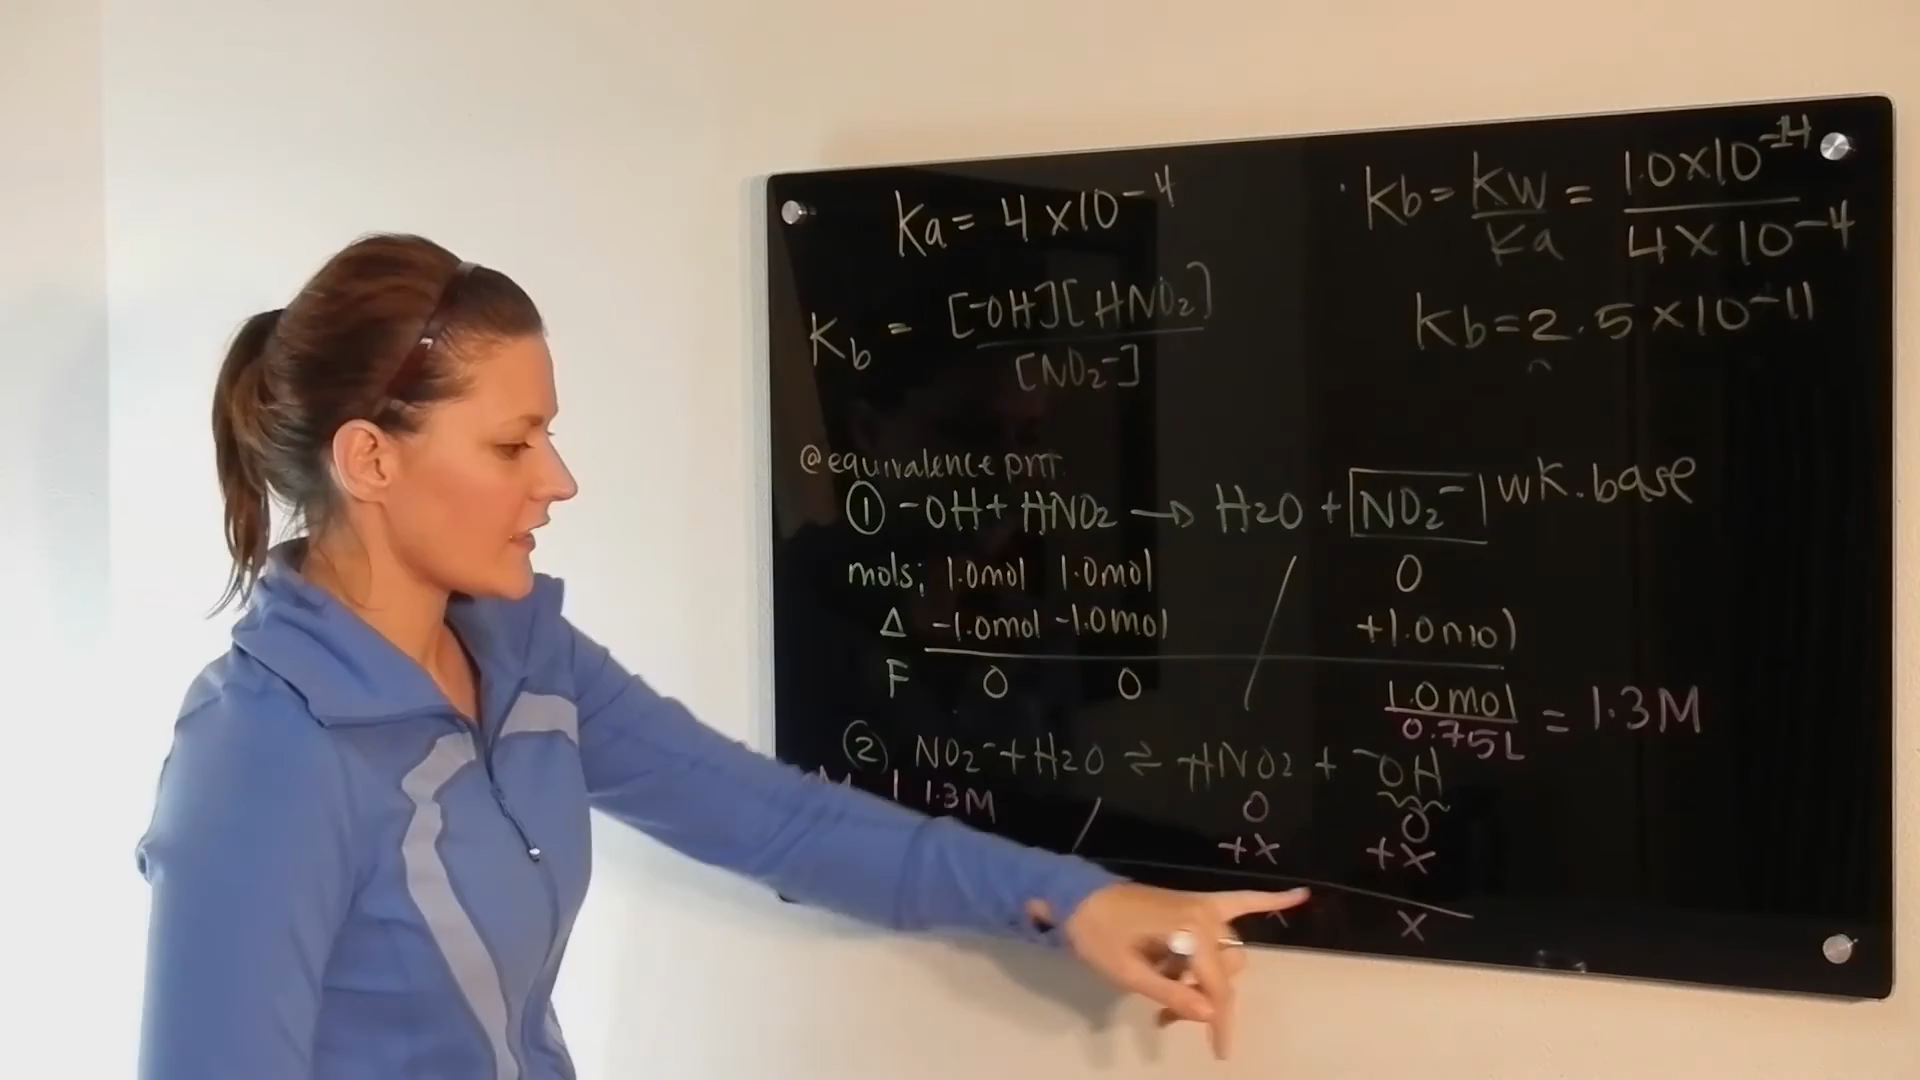 Ka = 4 x 10⁻⁴
Kb = Kw/Ka = 1.0x10⁻¹⁴/4 x 10⁻⁴
Kb = [⁻OH][HNO₂]/[NO₂⁻]
Kb = 2.5 x 10⁻¹¹
@equivalence pnt.
① ⁻OH + HNO₂ → H₂O + NO₂⁻ wk. base
mols; 1.0mol 1.0mol 0
Δ -1.0mol -1.0mol +1.0mol
F 0 0 1.0mol/0.75L = 1.3M
② NO₂⁻ + H₂O ⇌ HNO₂ + ⁻OH
I 1.3M 0 0
+x +x
x x